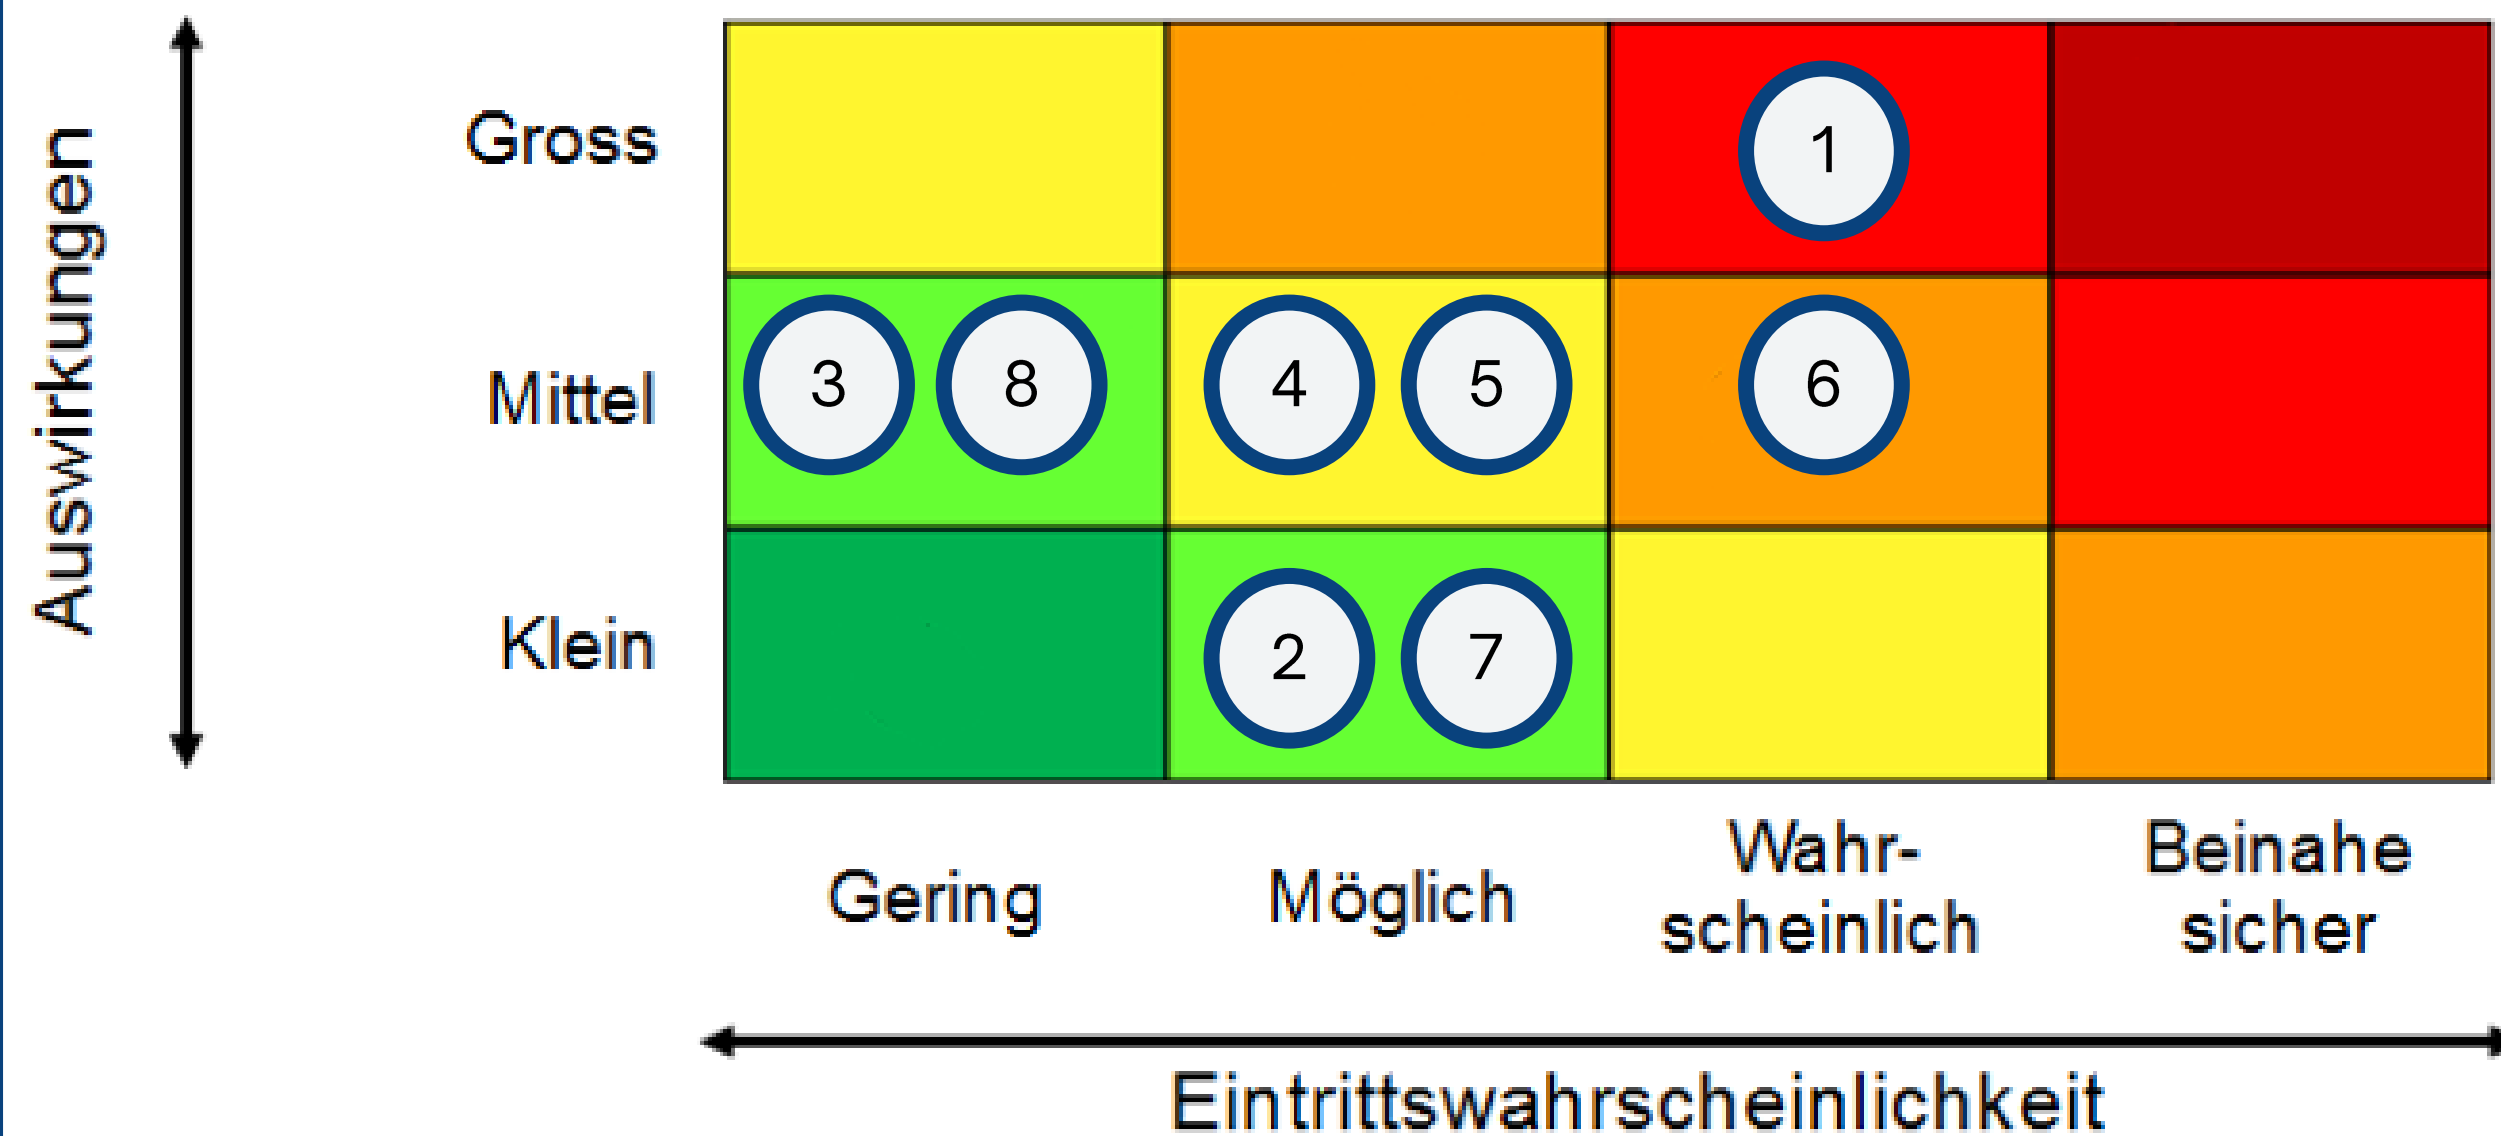 Auswirkungen
Gross
1
Mittel
3 8 4 5 6
Klein
2 7
Gering
Möglich
Wahr-
scheinlich
Beinahe
sicher
Eintrittswahrscheinlichkeit